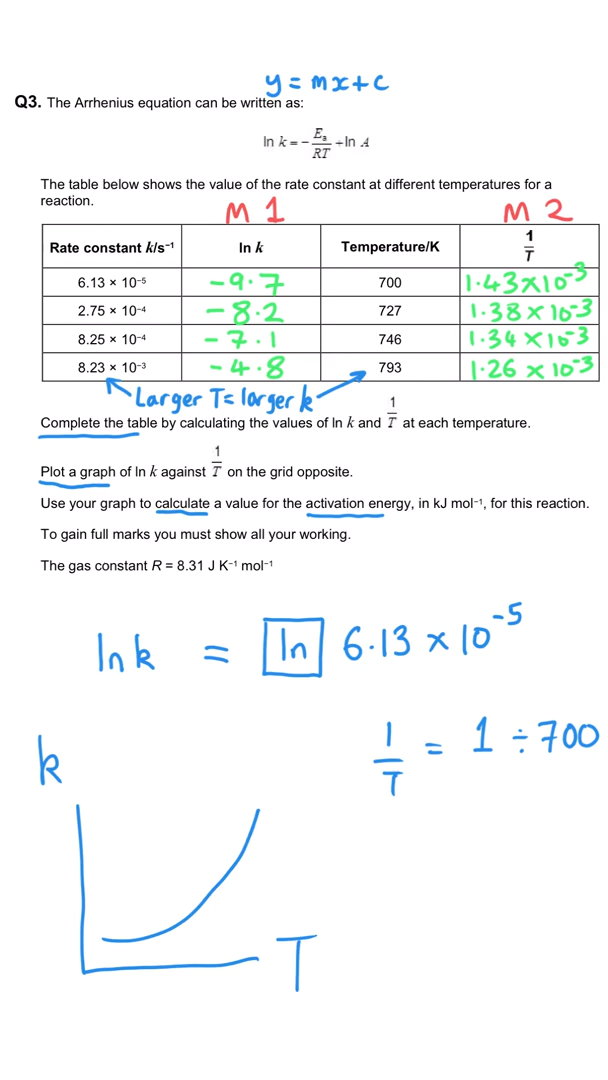 y = mx + c
Q3. The Arrhenius equation can be written as:
ln k = − Ea/RT + ln A
The table below shows the value of the rate constant at different temperatures for a
reaction.
M 1 M 2
Rate constant k/s⁻¹ ln k Temperature/K 1/T
6.13 × 10⁻⁵ −9.7 700 1.43×10⁻³
2.75 × 10⁻⁴ −8.2 727 1.38 × 10⁻³
8.25 × 10⁻⁴ −7.1 746 1.34 × 10⁻³
8.23 × 10⁻³ −4.8 793 1.26 × 10⁻³
Larger T = larger k
Complete the table by calculating the values of ln k and 1/T at each temperature.
Plot a graph of ln k against 1/T on the grid opposite.
Use your graph to calculate a value for the activation energy, in kJ mol⁻¹, for this reaction.
To gain full marks you must show all your working.
The gas constant R = 8.31 J K⁻¹ mol⁻¹
ln k = ln 6.13 × 10⁻⁵
1/T = 1 ÷ 700
k
T